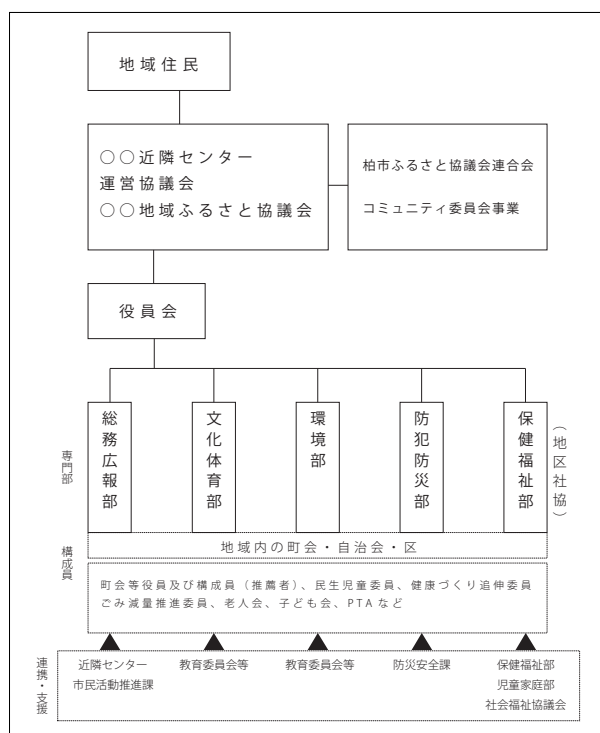 地域住民
○○近隣センター
運営協議会
○○地域ふるさと協議会
柏市ふるさと協議会連合会
コミュニティ委員会事業
役員会
専門部
総務広報部
文化体育部
環境部
防犯防災部
保健福祉部
（地区社協）
構成員
地域内の町会・自治会・区
町会等役員及び構成員（推薦者）、民生児童委員、健康づくり追伸委員
ごみ減量推進委員、老人会、子ども会、PTAなど
連携・支援
近隣センター
市民活動推進課
教育委員会等
教育委員会等
防災安全課
保健福祉部
児童家庭部
社会福祉協議会